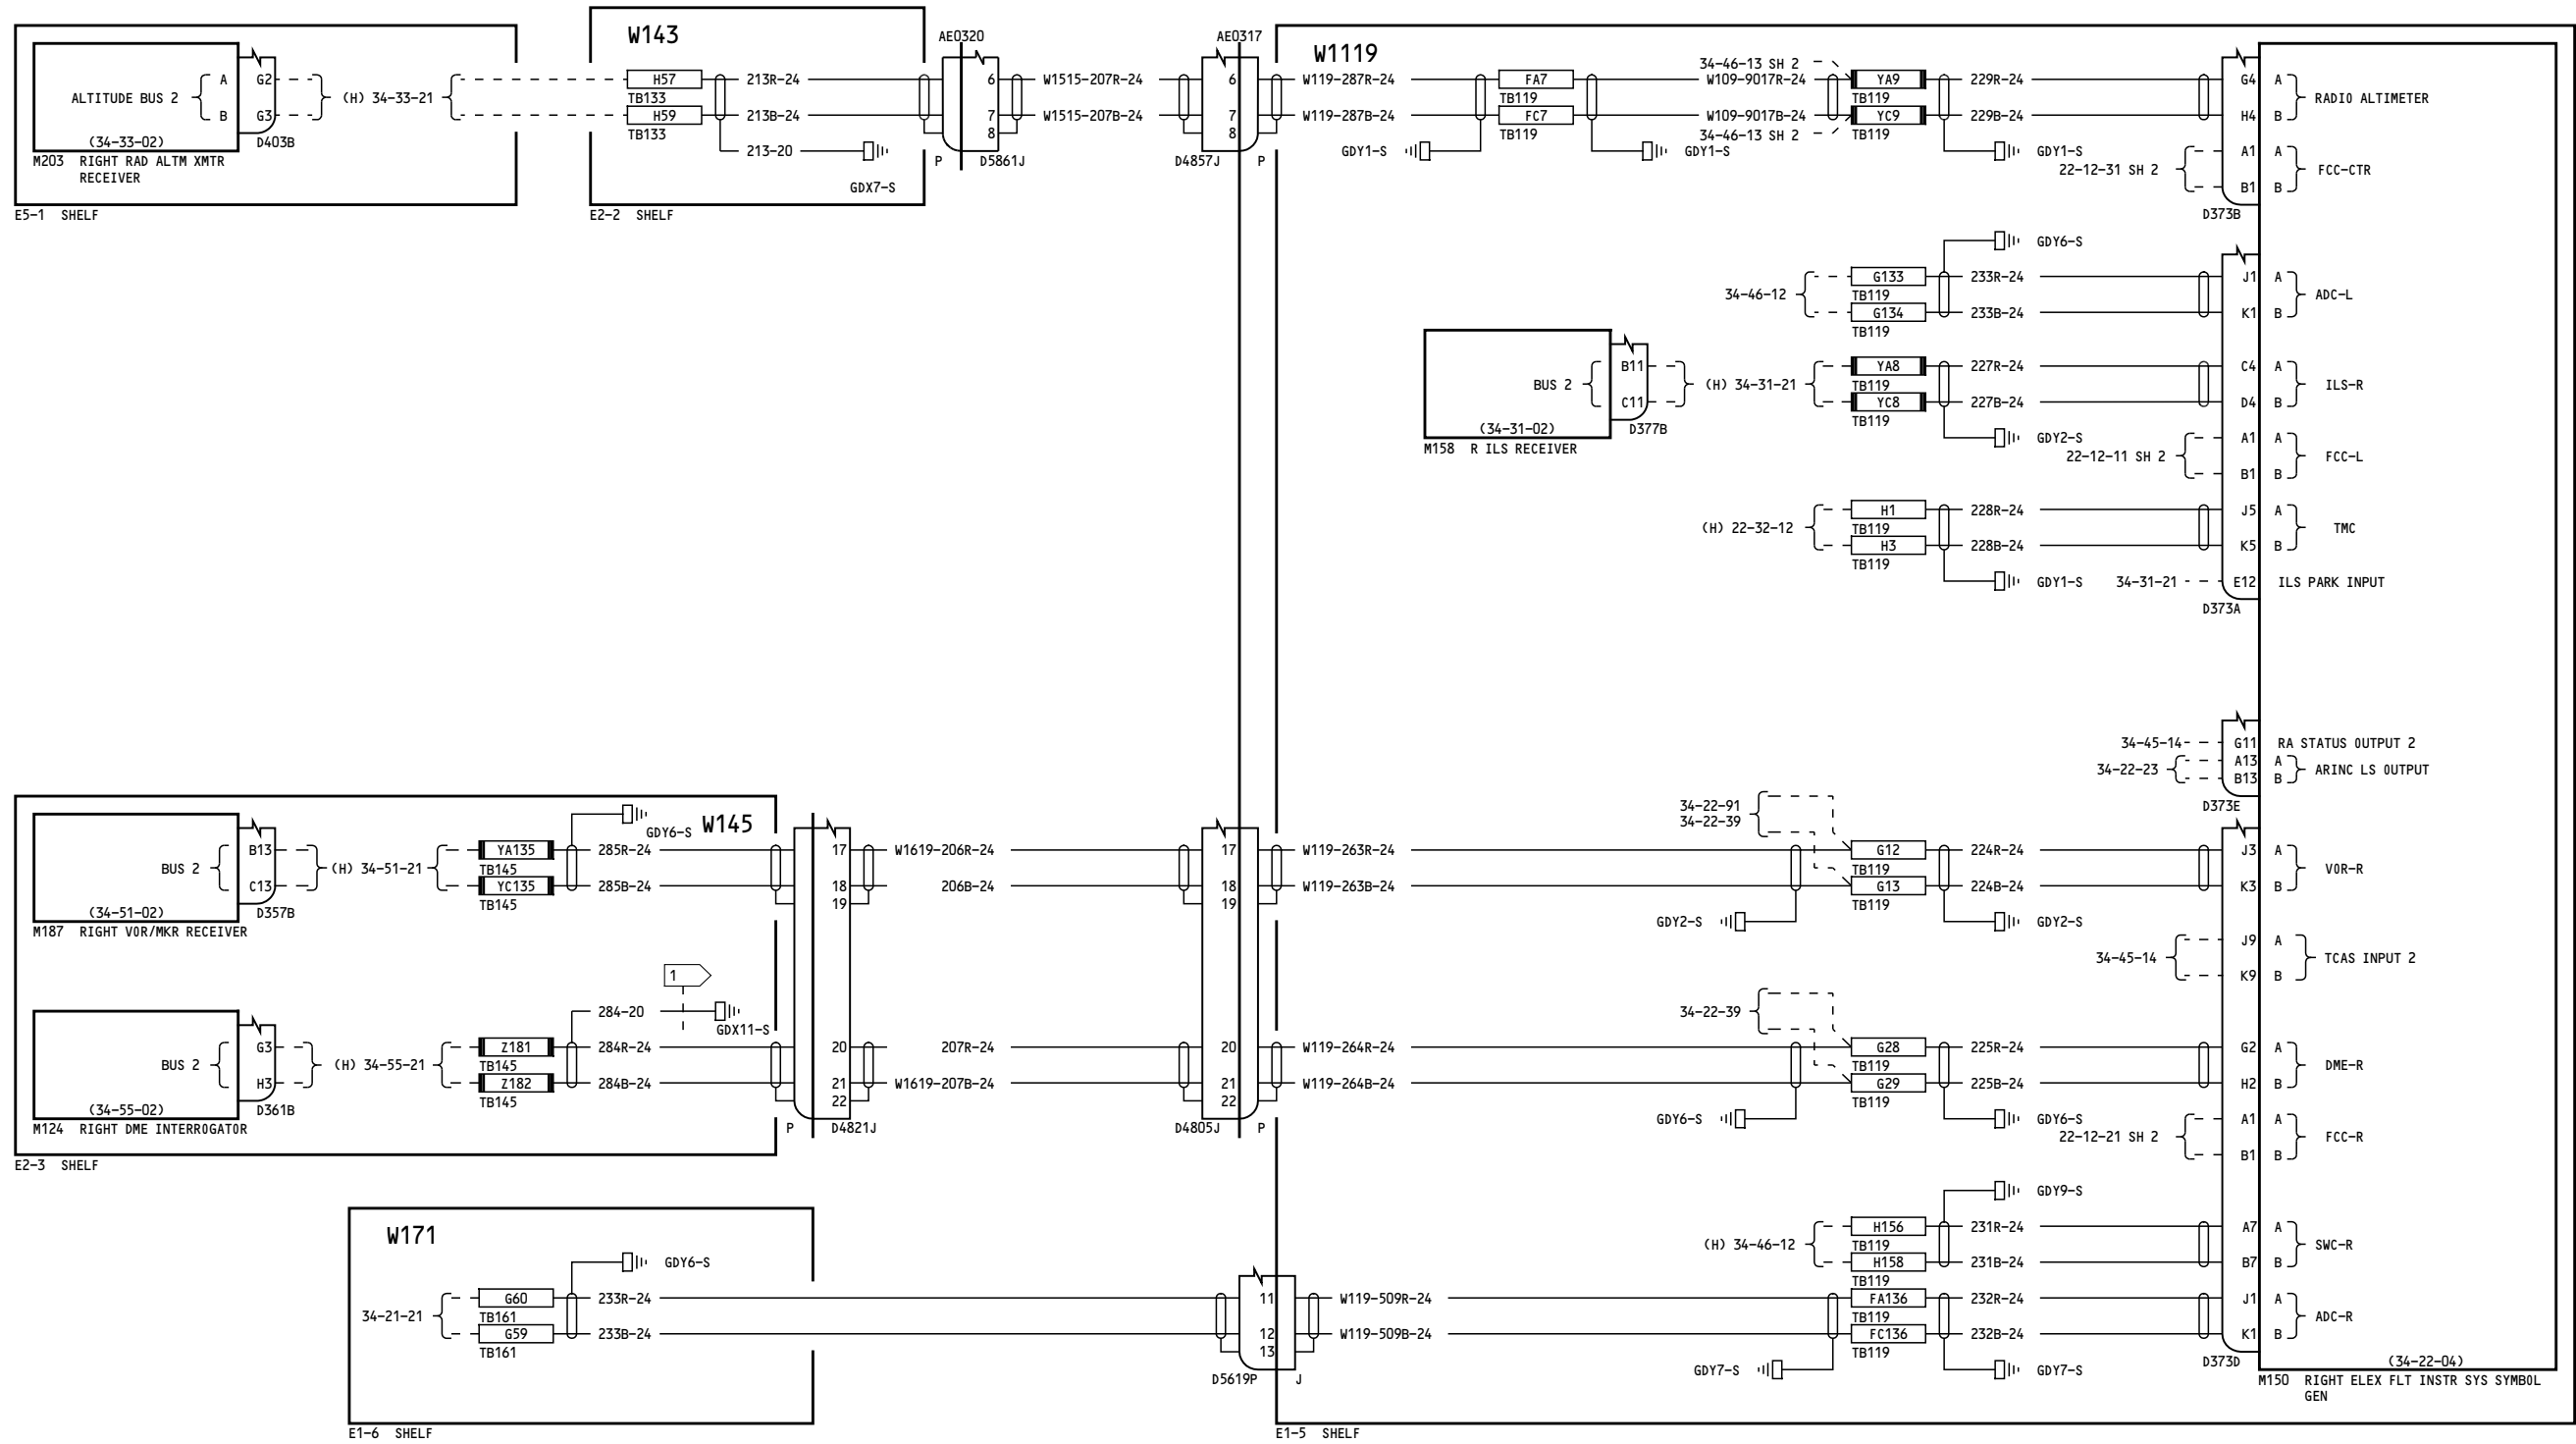 W143
AE0320
AE0317
W1119
ALTITUDE BUS 2
A G2
B G3
(34-33-02)
D403B
M203 RIGHT RAD ALTM XMTR
RECEIVER
E5-1 SHELF
(H) 34-33-21
H57
TB133
H59
TB133
213R-24
213B-24
213-20
GDX7-S
E2-2 SHELF
6
7
8
P
D5861J
W1515-207R-24
W1515-207B-24
6
7
8
D4857J
P
W119-287R-24
W119-287B-24
GDY1-S
FA7
TB119
FC7
TB119
GDY1-S
34-46-13 SH 2
W109-9017R-24
W109-9017B-24
34-46-13 SH 2
YA9
TB119
YC9
TB119
229R-24
229B-24
GDY1-S
G4 A
H4 B
RADIO ALTIMETER
22-12-31 SH 2
A1 A
B1 B
FCC-CTR
D373B
GDY6-S
34-46-12
G133
TB119
G134
TB119
233R-24
233B-24
J1 A
K1 B
ADC-L
BUS 2
B11
C11
(34-31-02)
D377B
M158 R ILS RECEIVER
(H) 34-31-21
YA8
TB119
YC8
TB119
227R-24
227B-24
GDY2-S
C4 A
D4 B
ILS-R
22-12-11 SH 2
A1 A
B1 B
FCC-L
(H) 22-32-12
H1
TB119
H3
TB119
228R-24
228B-24
GDY1-S
J5 A
K5 B
TMC
34-31-21
E12 ILS PARK INPUT
D373A
34-45-14
G11 RA STATUS OUTPUT 2
34-22-23
A13 A
B13 B
ARINC LS OUTPUT
D373E
W145
BUS 2
B13
C13
(34-51-02)
D357B
M187 RIGHT VOR/MKR RECEIVER
(H) 34-51-21
YA135
TB145
YC135
TB145
GDY6-S
285R-24
285B-24
17
18
19
W1619-206R-24
206B-24
17
18
19
W119-263R-24
W119-263B-24
34-22-91
34-22-39
GDY2-S
G12
TB119
G13
TB119
224R-24
224B-24
GDY2-S
J3 A
K3 B
VOR-R
34-45-14
J9 A
K9 B
TCAS INPUT 2
1
284-20
GDX11-S
BUS 2
G3
H3
(34-55-02)
D361B
M124 RIGHT DME INTERROGATOR
E2-3 SHELF
(H) 34-55-21
Z181
TB145
Z182
TB145
284R-24
284B-24
20
21
22
P
D4821J
207R-24
W1619-207B-24
20
21
22
D4805J
P
W119-264R-24
W119-264B-24
34-22-39
GDY6-S
G28
TB119
G29
TB119
225R-24
225B-24
GDY6-S
G2 A
H2 B
DME-R
22-12-21 SH 2
A1 A
B1 B
FCC-R
GDY9-S
(H) 34-46-12
H156
TB119
H158
TB119
231R-24
231B-24
A7 A
B7 B
SWC-R
W171
GDY6-S
34-21-21
G60
TB161
G59
TB161
233R-24
233B-24
E1-6 SHELF
11
12
13
D5619P
J
W119-509R-24
W119-509B-24
GDY7-S
FA136
TB119
FC136
TB119
232R-24
232B-24
GDY7-S
J1 A
K1 B
ADC-R
D373D
(34-22-04)
M150 RIGHT ELEX FLT INSTR SYS SYMBOL
GEN
E1-5 SHELF